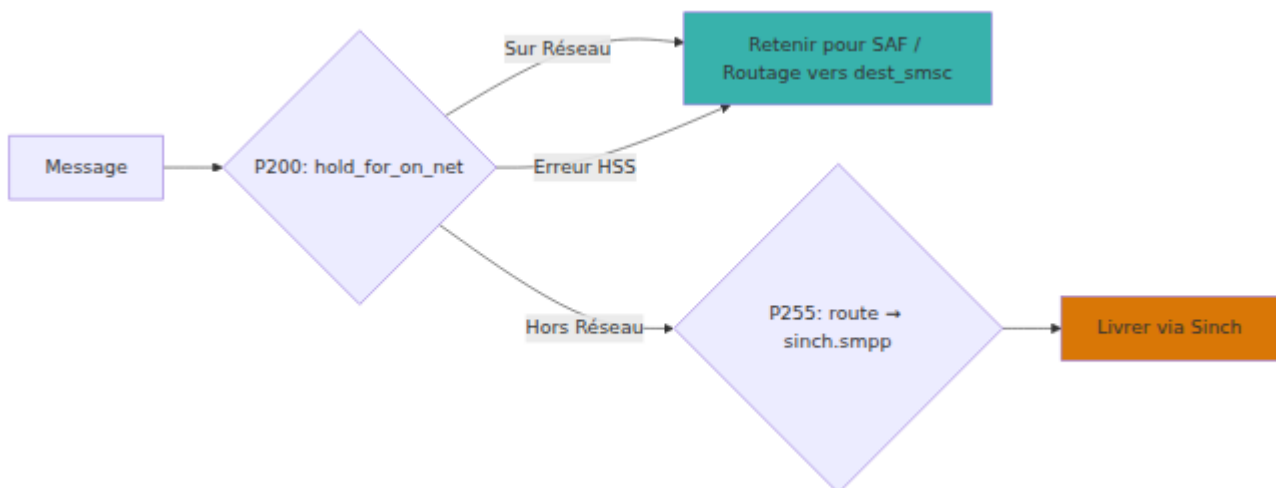 Message
P200: hold_for_on_net
Sur Réseau
Erreur HSS
Hors Réseau
Retenir pour SAF /
Routage vers dest_smsc
P255: route →
sinch.smpp
Livrer via Sinch